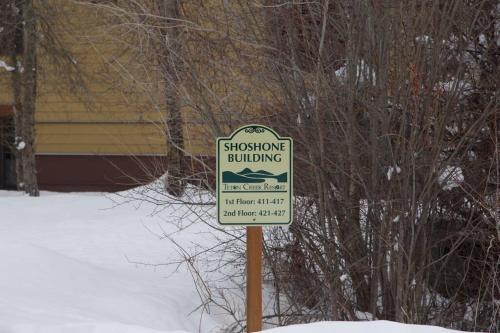 SHOSHONE
BUILDING
TETON CREEK RESORT
1st Floor: 411-417
2nd Floor: 421-427